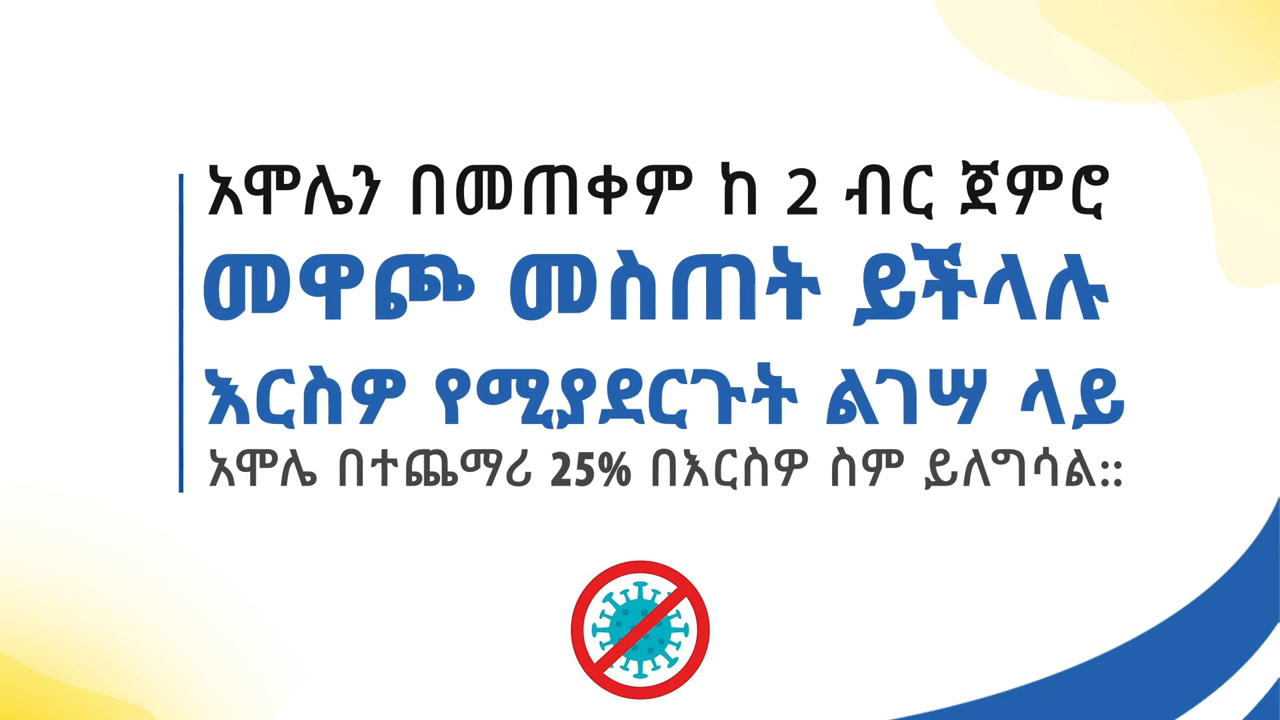 አሞሌን በመጠቀም ከ 2 ብር ጀምሮ
መዋጮ መስጠት ይችላሉ
እርስዎ የሚያደርጉት ልገሣ ላይ
አሞሌ በተጨማሪ 25% በእርስዎ ስም ይለግሳል።